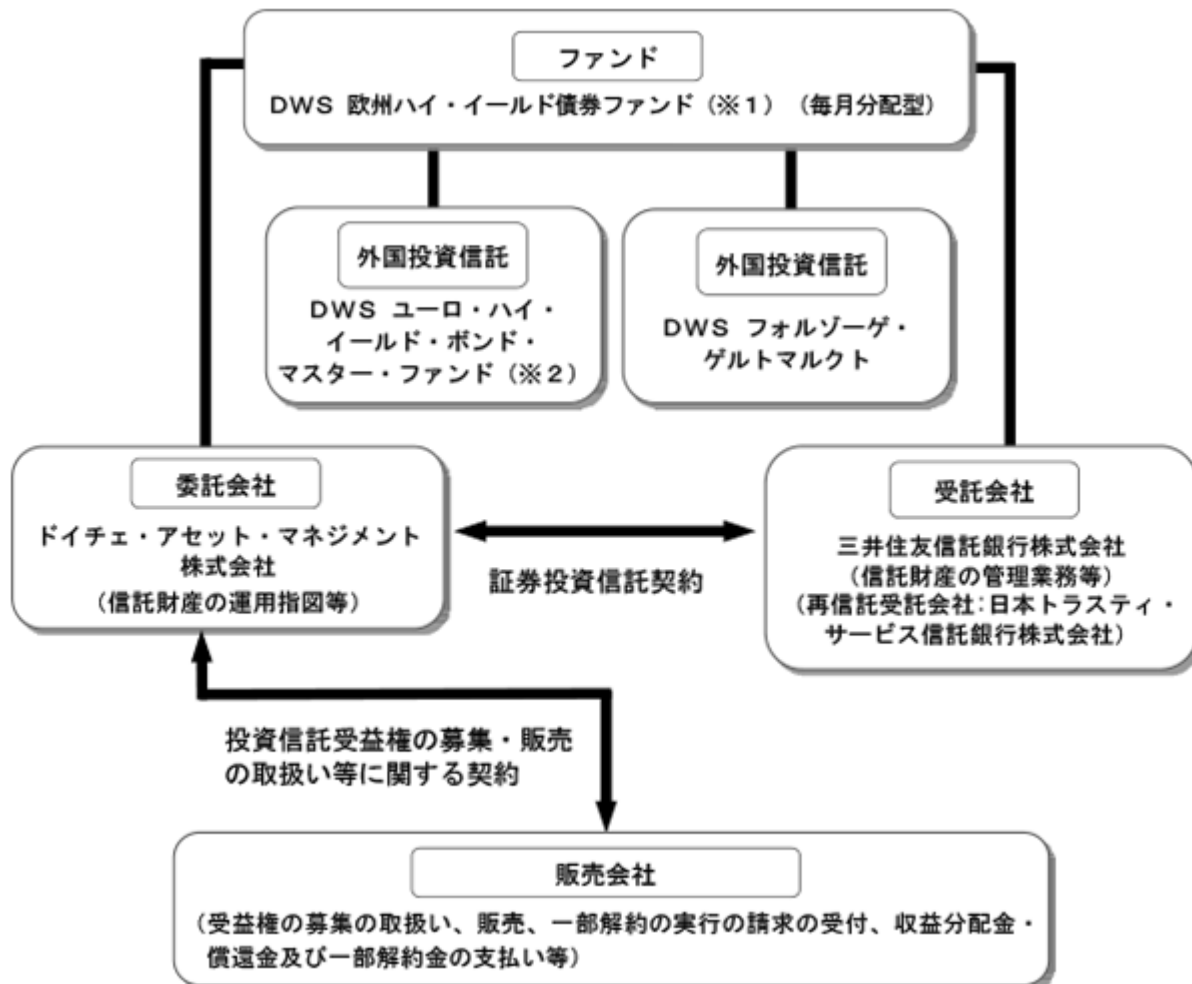 ファンド
DWS 欧州ハイ・イールド債券ファンド(※1)(毎月分配型)
外国投資信託
DWS ユーロ・ハイ・
イールド・ボンド・
マスター・ファンド(※2)
外国投資信託
DWS フォルゾーゲ・
ゲルトマルクト
委託会社
ドイチェ・アセット・マネジメント
株式会社
(信託財産の運用指図等)
証券投資信託契約
受託会社
三井住友信託銀行株式会社
(信託財産の管理業務等)
(再信託受託会社:日本トラスティ・
サービス信託銀行株式会社)
投資信託受益権の募集・販売
の取扱い等に関する契約
販売会社
(受益権の募集の取扱い、販売、一部解約の実行の請求の受付、収益分配金・
償還金及び一部解約金の支払い等)